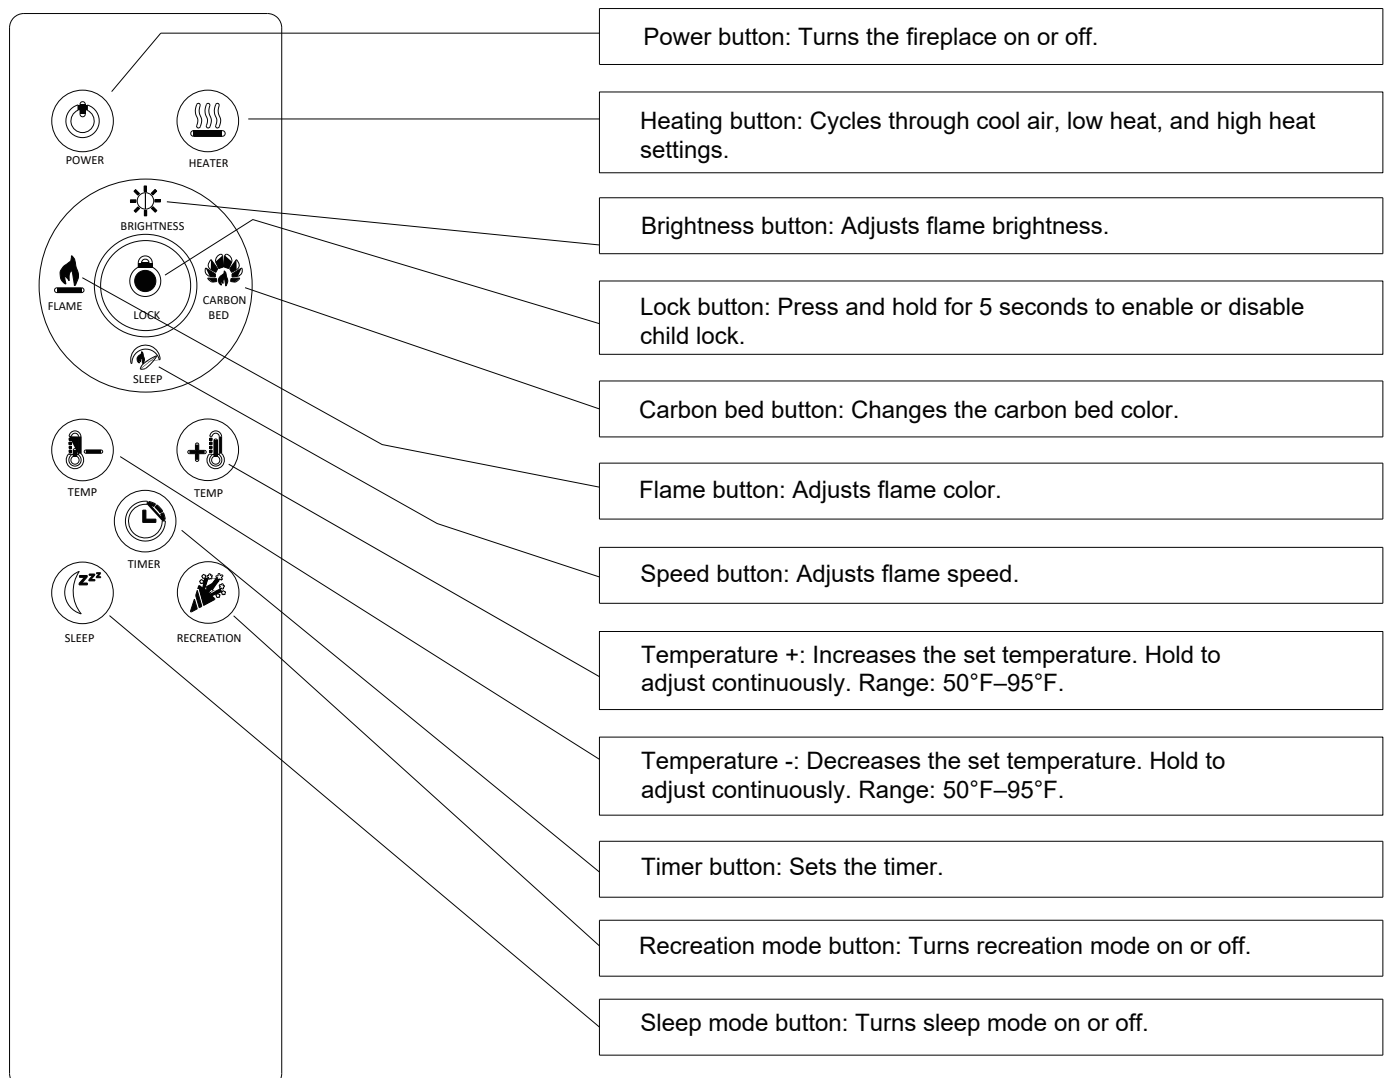 Power button: Turns the fireplace on or off.
POWER
HEATER
Heating button: Cycles through cool air, low heat, and high heat
settings.
BRIGHTNESS
Brightness button: Adjusts flame brightness.
FLAME
LOCK
CARBON
BED
SLEEP
Lock button: Press and hold for 5 seconds to enable or disable
child lock.
Carbon bed button: Changes the carbon bed color.
TEMP
TEMP
Flame button: Adjusts flame color.
TIMER
Speed button: Adjusts flame speed.
zzz
SLEEP
RECREATION
Temperature +: Increases the set temperature. Hold to
adjust continuously. Range: 50°F–95°F.
Temperature -: Decreases the set temperature. Hold to
adjust continuously. Range: 50°F–95°F.
Timer button: Sets the timer.
Recreation mode button: Turns recreation mode on or off.
Sleep mode button: Turns sleep mode on or off.